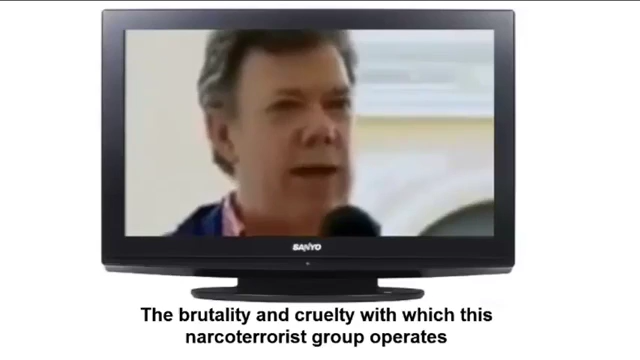 SANYO
The brutality and cruelty with which this
narcoterrorist group operates